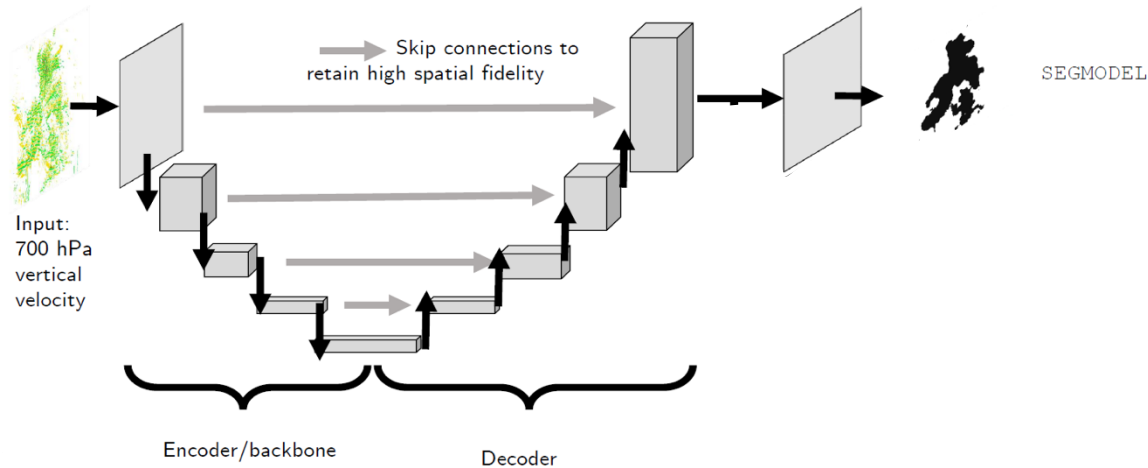 Skip connections to
retain high spatial fidelity
SEGMODEL
Input:
700 hPa
vertical
velocity
Encoder/backbone
Decoder